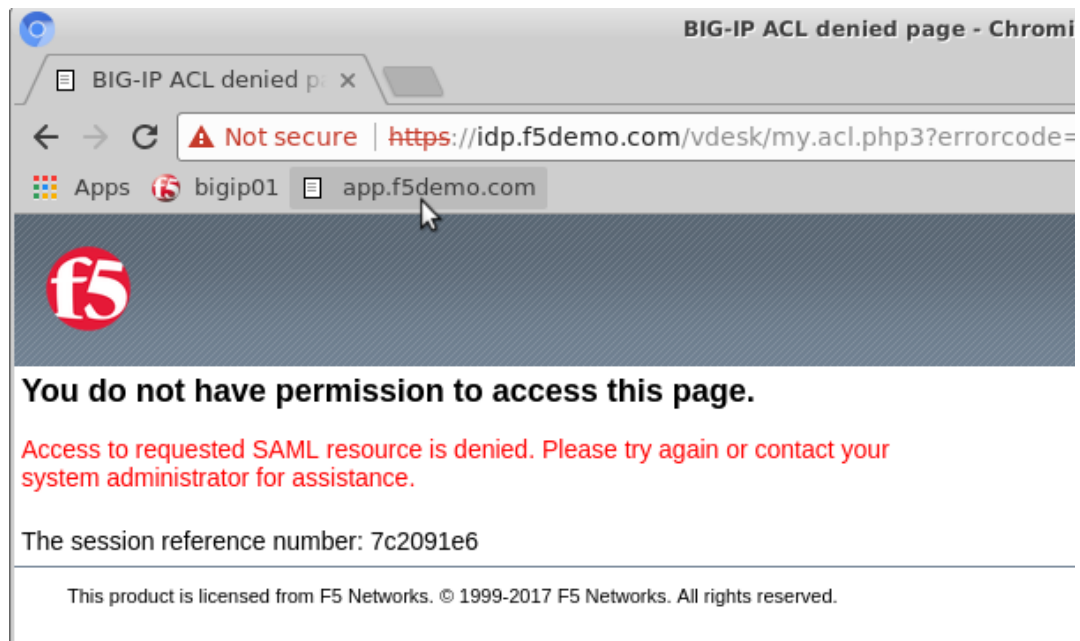 BIG-IP ACL denied page - Chromi
BIG-IP ACL denied p
Not secure | https://idp.f5demo.com/vdesk/my.acl.php3?errorcode=
Apps bigip01 app.f5demo.com
f5
You do not have permission to access this page.
Access to requested SAML resource is denied. Please try again or contact your
system administrator for assistance.
The session reference number: 7c2091e6
This product is licensed from F5 Networks. © 1999-2017 F5 Networks. All rights reserved.